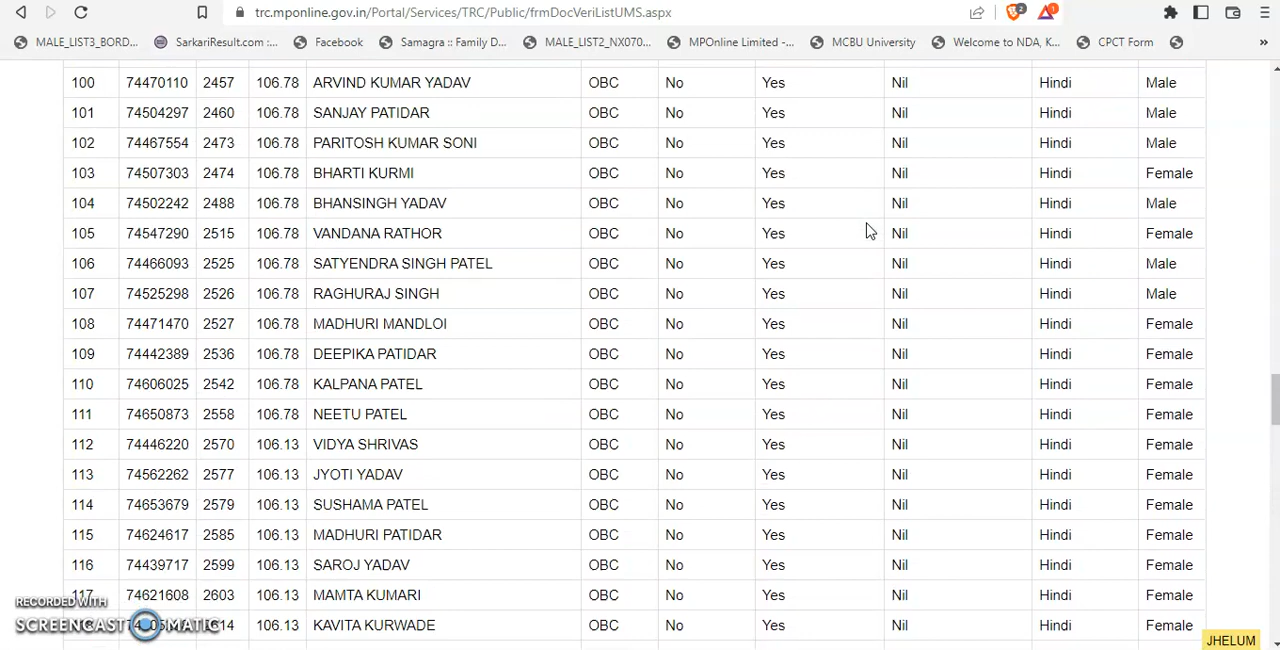 trc.mponline.gov.in/Portal/Services/TRC/Public/frmDocVeriListUMS.aspx 2 1
MALE_LIST3_BORD... SarkariResult.com :... Facebook Samagra :: Family D... MALE_LIST2_NX070... MPOnline Limited -... MCBU University Welcome to NDA, K... CPCT Form »
100 74470110 2457 106.78 ARVIND KUMAR YADAV OBC No Yes Nil Hindi Male
101 74504297 2460 106.78 SANJAY PATIDAR OBC No Yes Nil Hindi Male
102 74467554 2473 106.78 PARITOSH KUMAR SONI OBC No Yes Nil Hindi Male
103 74507303 2474 106.78 BHARTI KURMI OBC No Yes Nil Hindi Female
104 74502242 2488 106.78 BHANSINGH YADAV OBC No Yes Nil Hindi Male
105 74547290 2515 106.78 VANDANA RATHOR OBC No Yes Nil Hindi Female
106 74466093 2525 106.78 SATYENDRA SINGH PATEL OBC No Yes Nil Hindi Male
107 74525298 2526 106.78 RAGHURAJ SINGH OBC No Yes Nil Hindi Male
108 74471470 2527 106.78 MADHURI MANDLOI OBC No Yes Nil Hindi Female
109 74442389 2536 106.78 DEEPIKA PATIDAR OBC No Yes Nil Hindi Female
110 74606025 2542 106.78 KALPANA PATEL OBC No Yes Nil Hindi Female
111 74650873 2558 106.78 NEETU PATEL OBC No Yes Nil Hindi Female
112 74446220 2570 106.13 VIDYA SHRIVAS OBC No Yes Nil Hindi Female
113 74562262 2577 106.13 JYOTI YADAV OBC No Yes Nil Hindi Female
114 74653679 2579 106.13 SUSHAMA PATEL OBC No Yes Nil Hindi Female
115 74624617 2585 106.13 MADHURI PATIDAR OBC No Yes Nil Hindi Female
116 74439717 2599 106.13 SAROJ YADAV OBC No Yes Nil Hindi Female
117 74621608 2603 106.13 MAMTA KUMARI OBC No Yes Nil Hindi Female
RECORDED WITH
106.13 KAVITA KURWADE OBC No Yes Nil Hindi Female
SCREENCAST MATIC
JHELUM